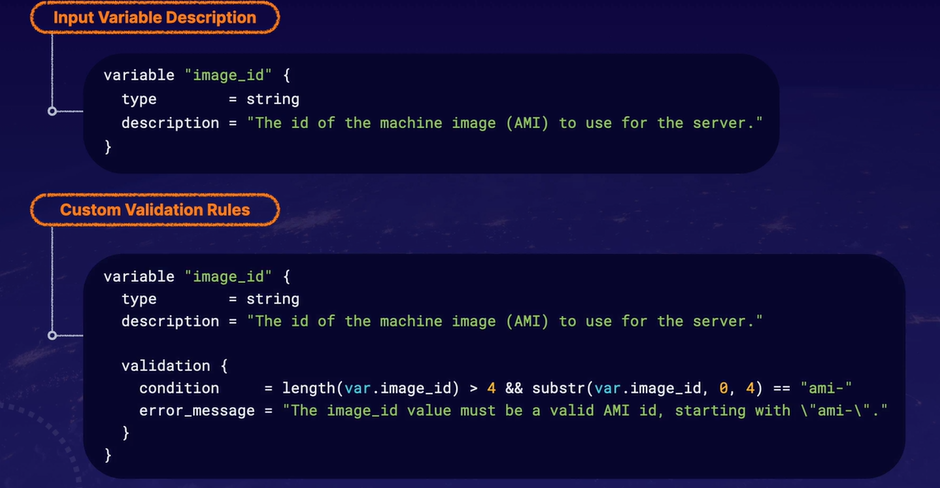 Input Variable Description
variable "image_id" {
  type        = string
  description = "The id of the machine image (AMI) to use for the server."
}
Custom Validation Rules
variable "image_id" {
  type        = string
  description = "The id of the machine image (AMI) to use for the server."
  validation {
    condition     = length(var.image_id) > 4 && substr(var.image_id, 0, 4) == "ami-"
    error_message = "The image_id value must be a valid AMI id, starting with \"ami-\"."
  }
}